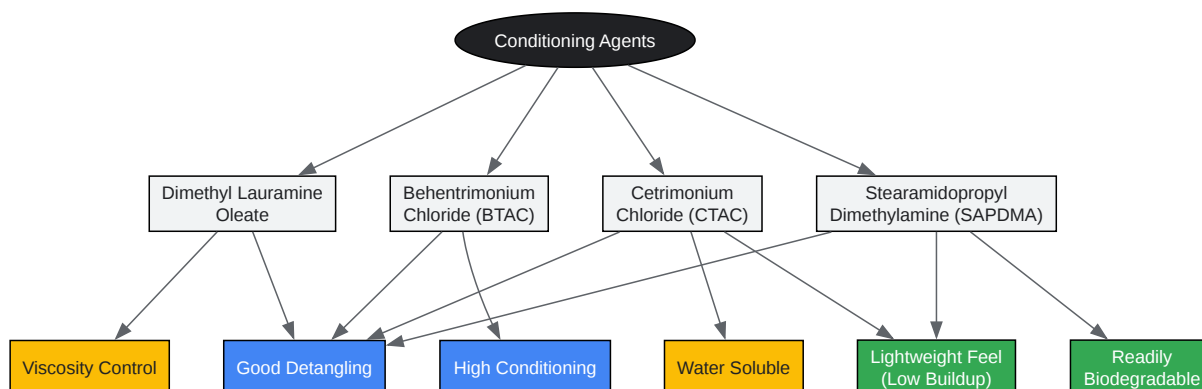 Conditioning Agents
Dimethyl Lauramine
Oleate
Behentrimonium
Chloride (BTAC)
Cetrimonium
Chloride (CTAC)
Stearamidopropyl
Dimethylamine (SAPDMA)
Viscosity Control
Good Detangling
High Conditioning
Water Soluble
Lightweight Feel
(Low Buildup)
Readily
Biodegradable